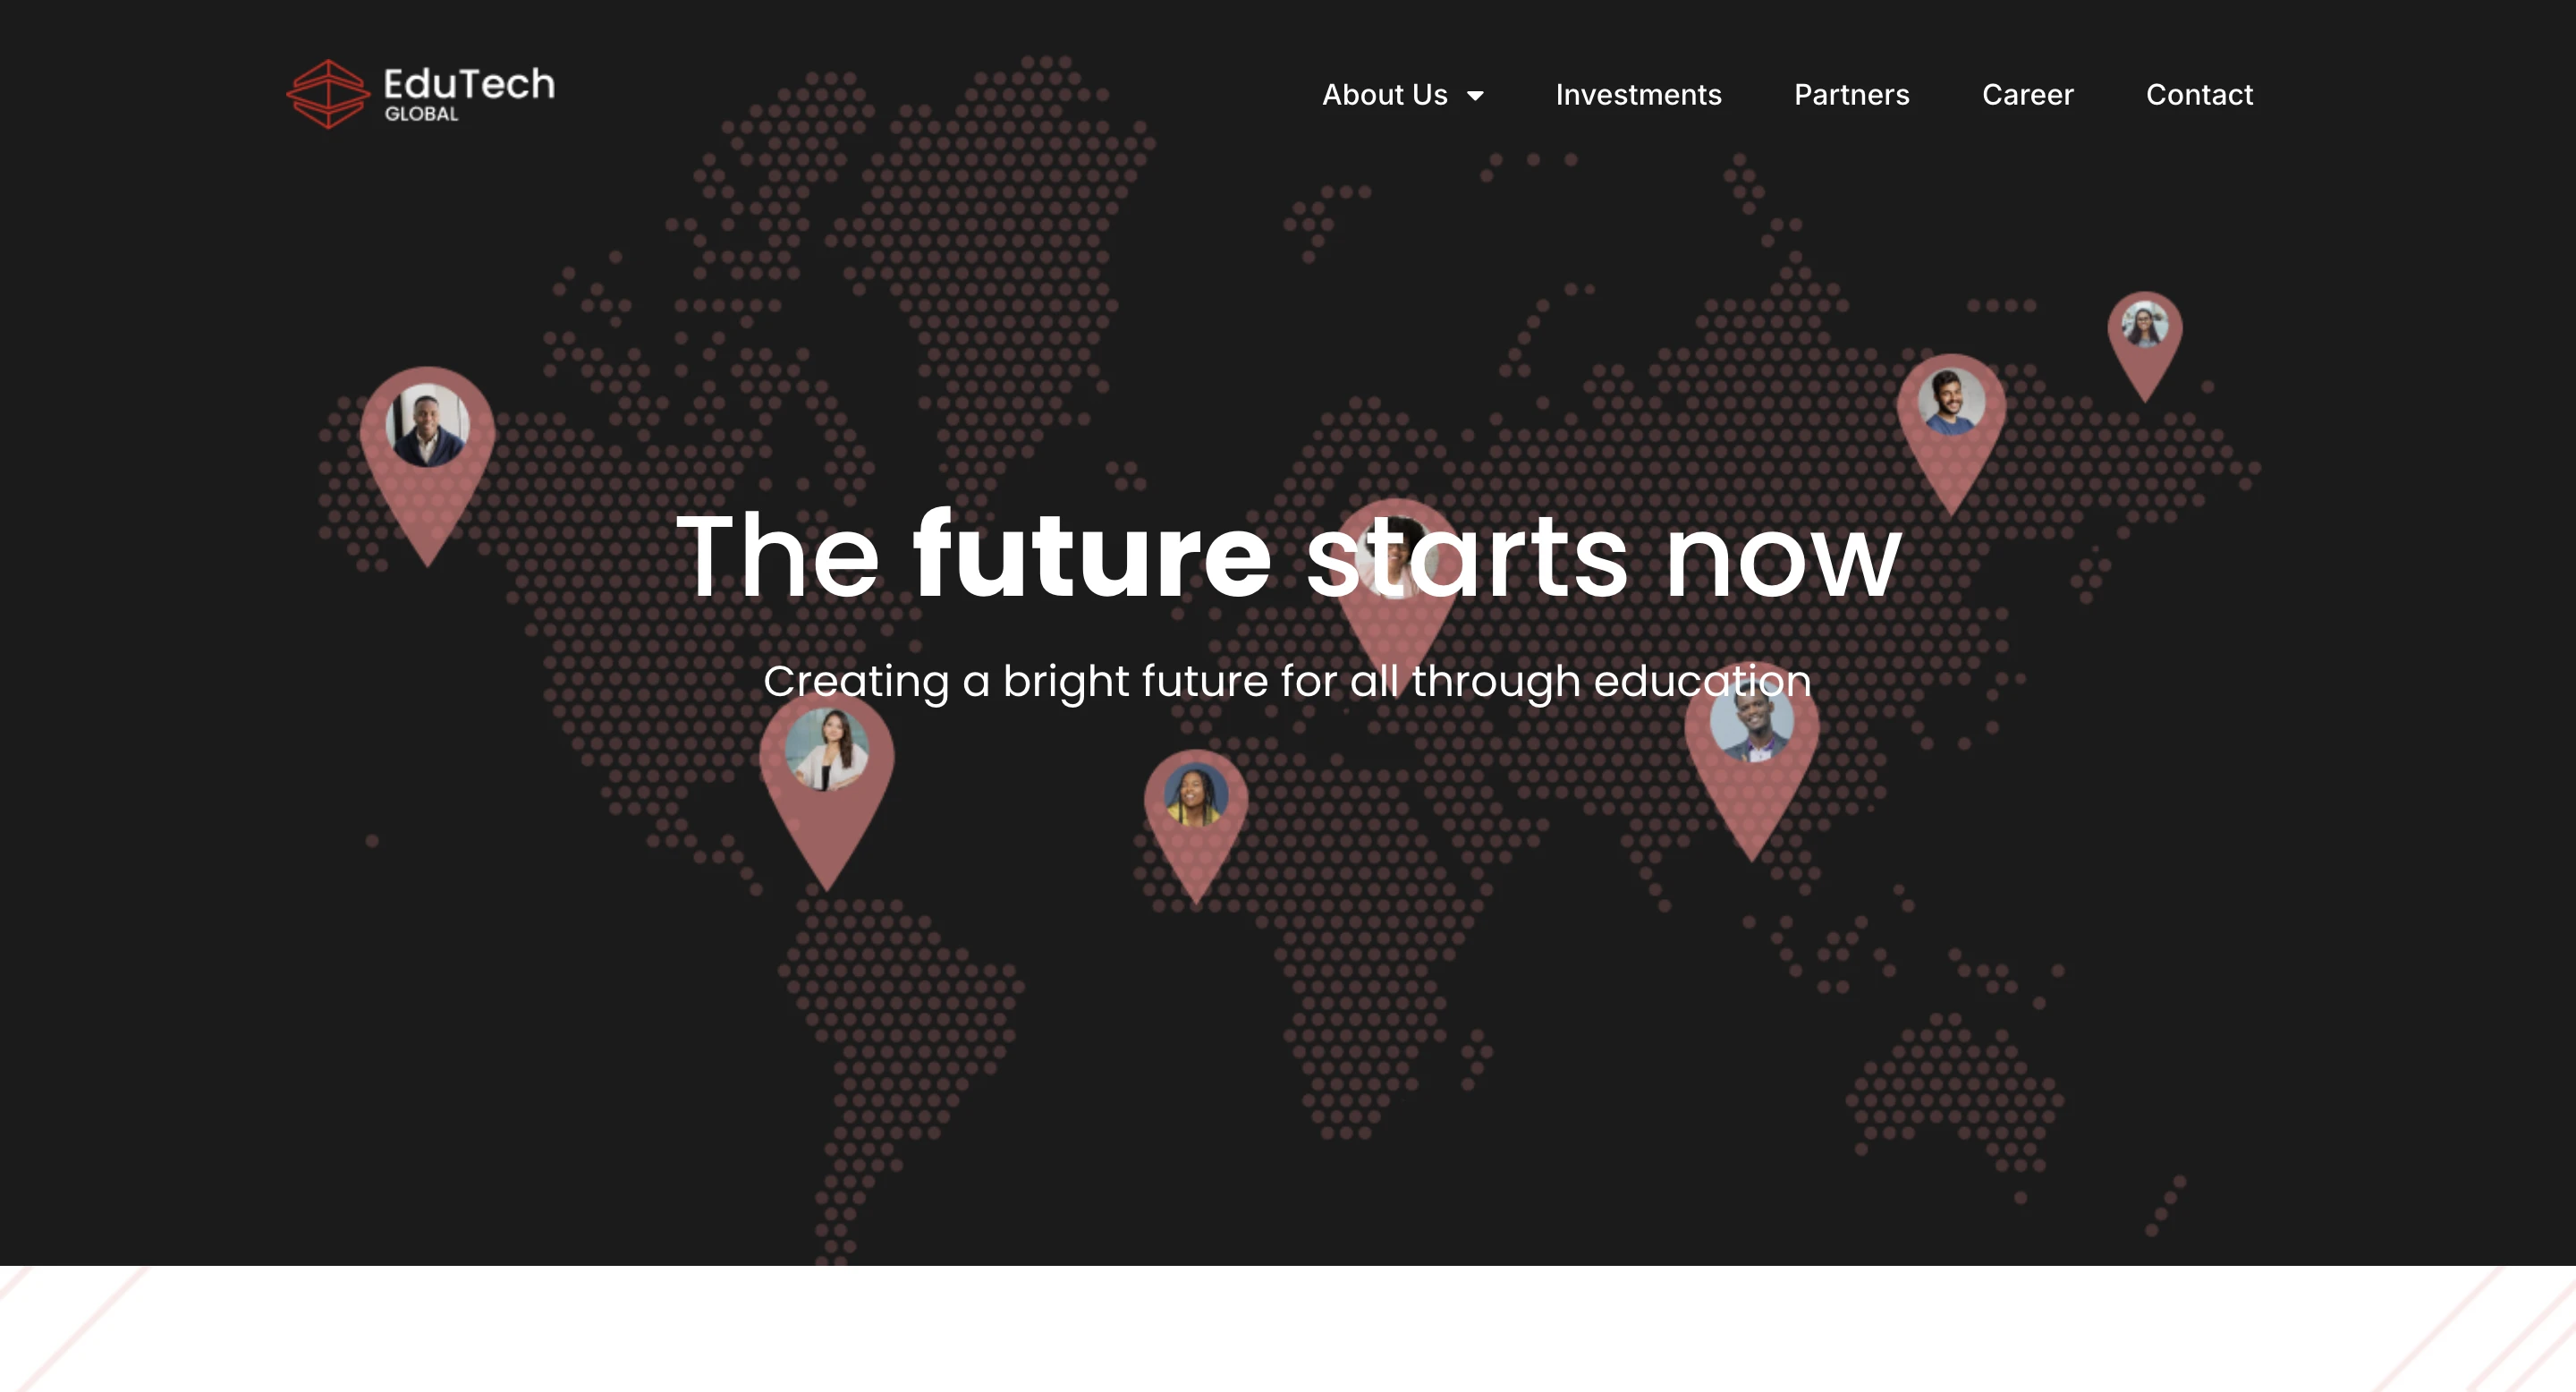 EduTech
GLOBAL
About Us
Investments
Partners
Career
Contact
The future starts now
Creating a bright future for all through education